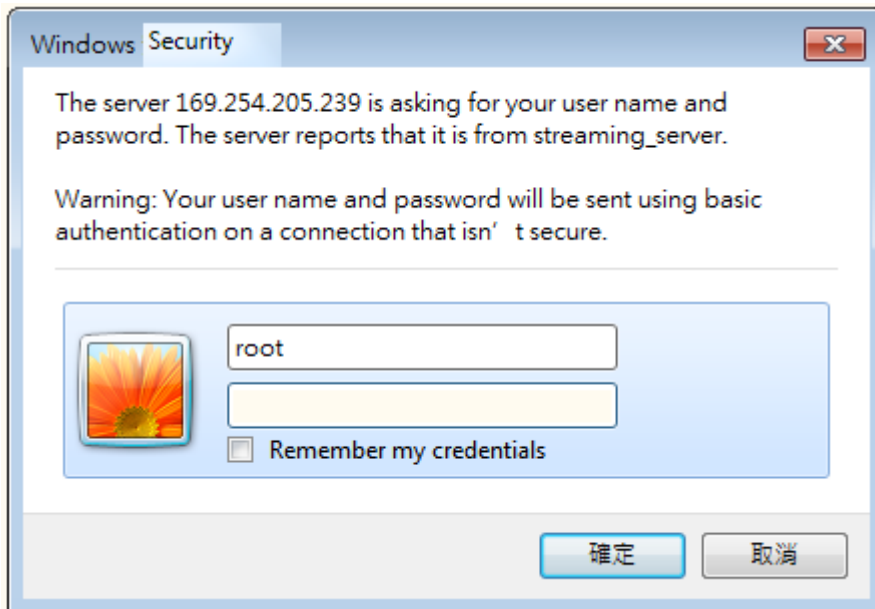 Windows Security
The server 169.254.205.239 is asking for your user name and
password. The server reports that it is from streaming_server.
Warning: Your user name and password will be sent using basic
authentication on a connection that isn’ t secure.
root
Remember my credentials
確定 取消